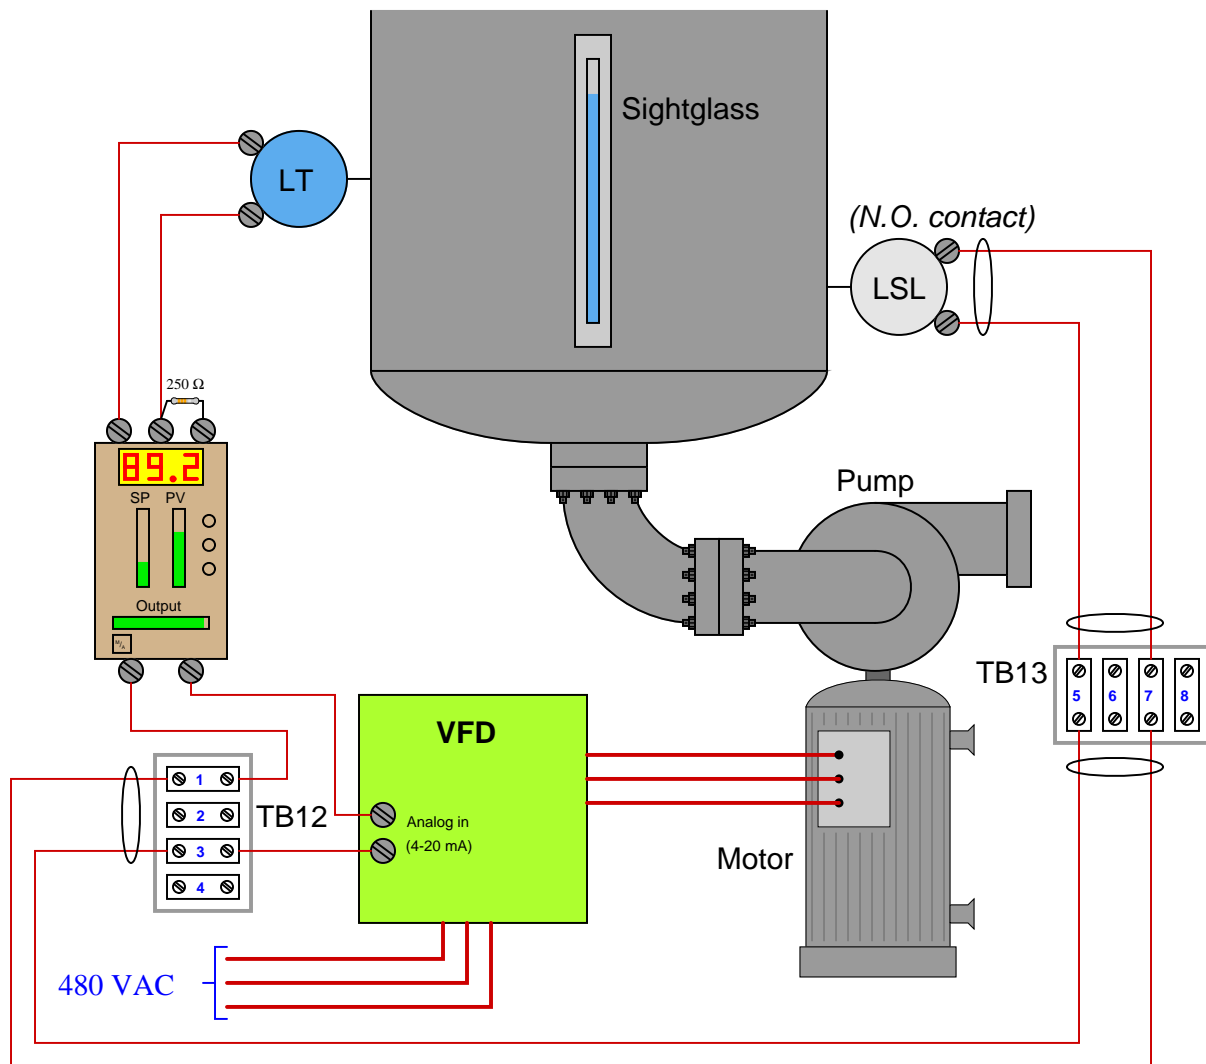 Sightglass
LT
(N.O. contact)
LSL
250 Ω
89.2
SP PV
Output
M/A
Pump
TB13
5 6 7 8
VFD
1
2
3
4
TB12
Analog in
(4-20 mA)
Motor
480 VAC